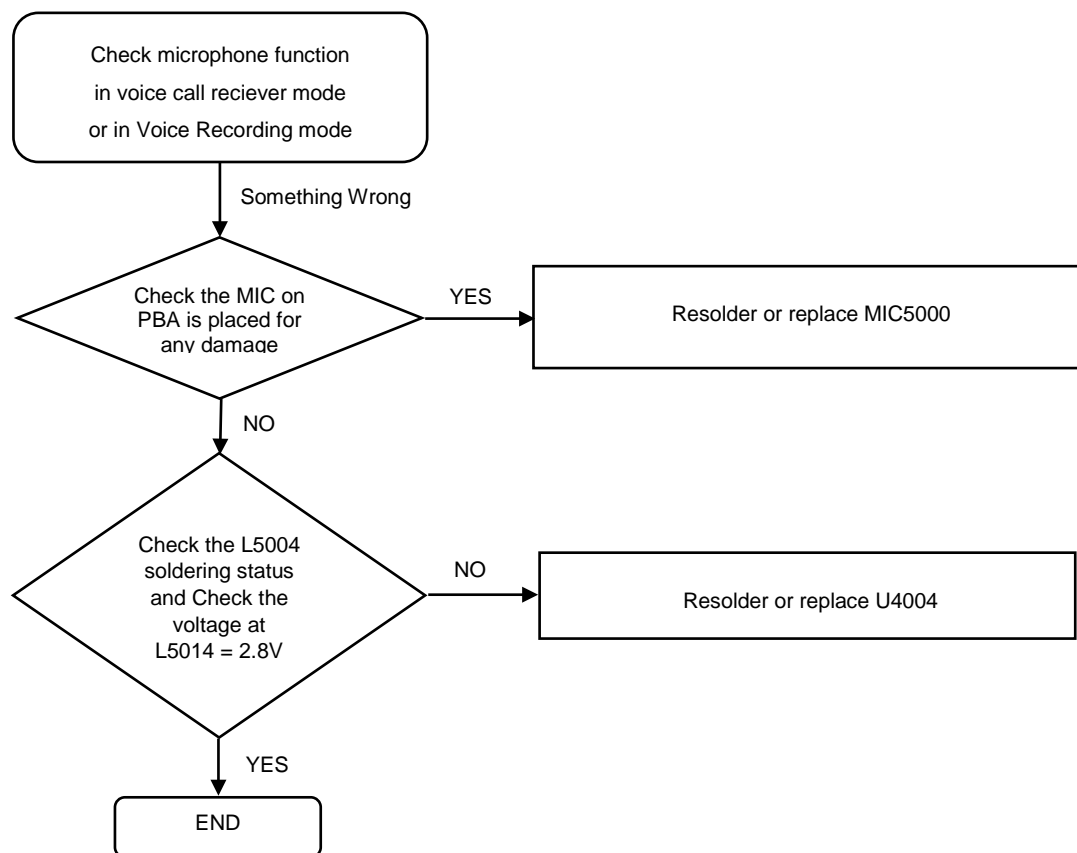 Check microphone function
in voice call reciever mode
or in Voice Recording mode
Something Wrong
Check the MIC on
PBA is placed for
any damage
YES
Resolder or replace MIC5000
NO
Check the L5004
soldering status
and Check the
voltage at
L5014 = 2.8V
NO
Resolder or replace U4004
YES
END